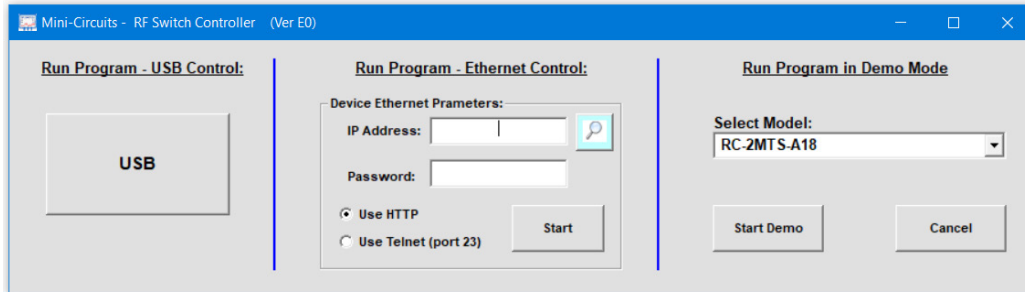 Mini-Circuits - RF Switch Controller (Ver E0)
Run Program - USB Control:
USB
Run Program - Ethernet Control:
Device Ethernet Prameters:
IP Address:
Password:
Use HTTP
Use Telnet (port 23)
Start
Run Program in Demo Mode
Select Model:
RC-2MTS-A18
Start Demo
Cancel